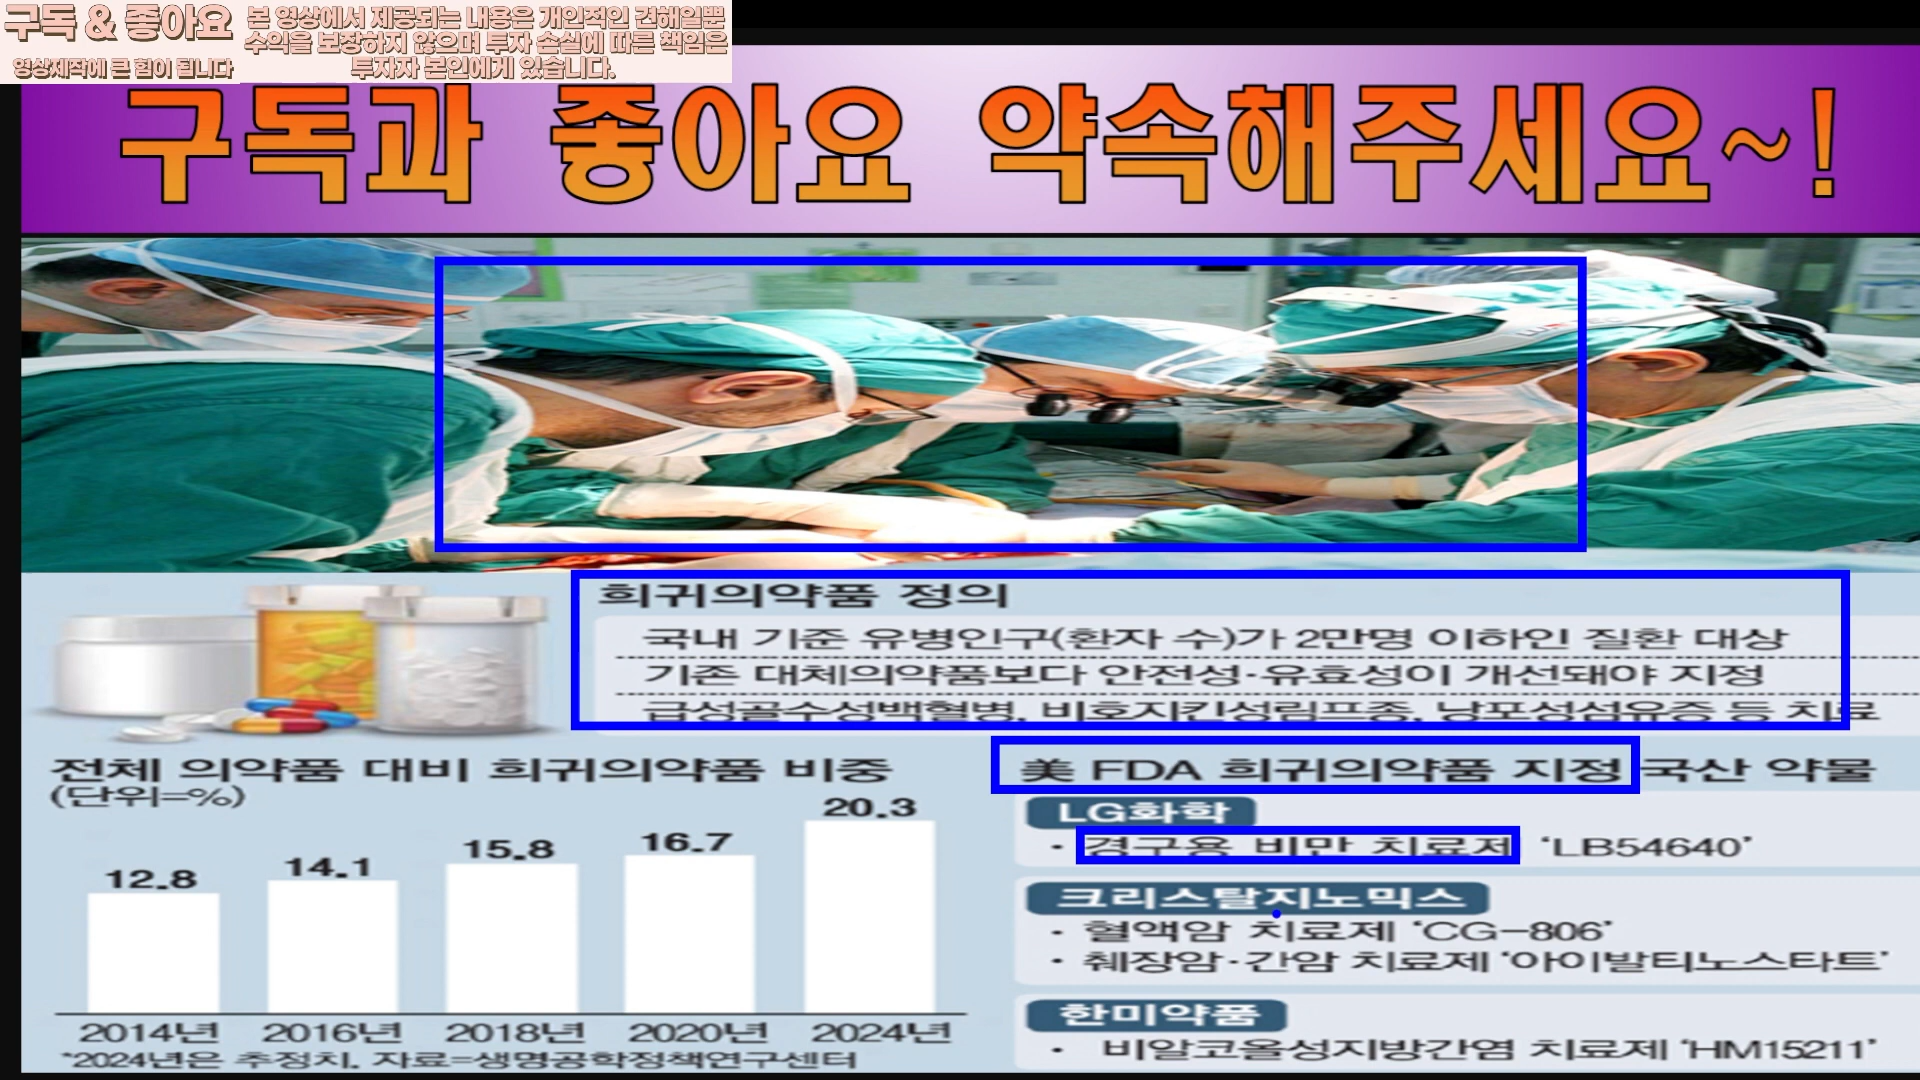 구독 & 좋아요
영상제작에 큰 힘이 됩니다
본 영상에서 제공되는 내용은 개인적인 견해일뿐
수익을 보장하지 않으며 투자 손실에 따른 책임은
투자자 본인에게 있습니다.
구독과 좋아요 약속해주세요~!
희귀의약품 정의
국내 기준 유병인구(환자 수)가 2만명 이하인 질환 대상
기존 대체의약품보다 안전성·유효성이 개선돼야 지정
급성골수성백혈병, 비호지킨성림프종, 낭포성섬유증 등 치료
전체 의약품 대비 희귀의약품 비중
(단위=%)
12.8
14.1
15.8
16.7
20.3
2014년
2016년
2018년
2020년
2024년
*2024년은 추정치. 자료=생명공학정책연구센터
美 FDA 희귀의약품 지정 국산 약물
LG화학
· 경구용 비만 치료제 ‘LB54640’
크리스탈지노믹스
· 혈액암 치료제 ‘CG-806’
· 췌장암·간암 치료제 ‘아이발티노스타트’
한미약품
· 비알코올성지방간염 치료제 ‘HM15211’